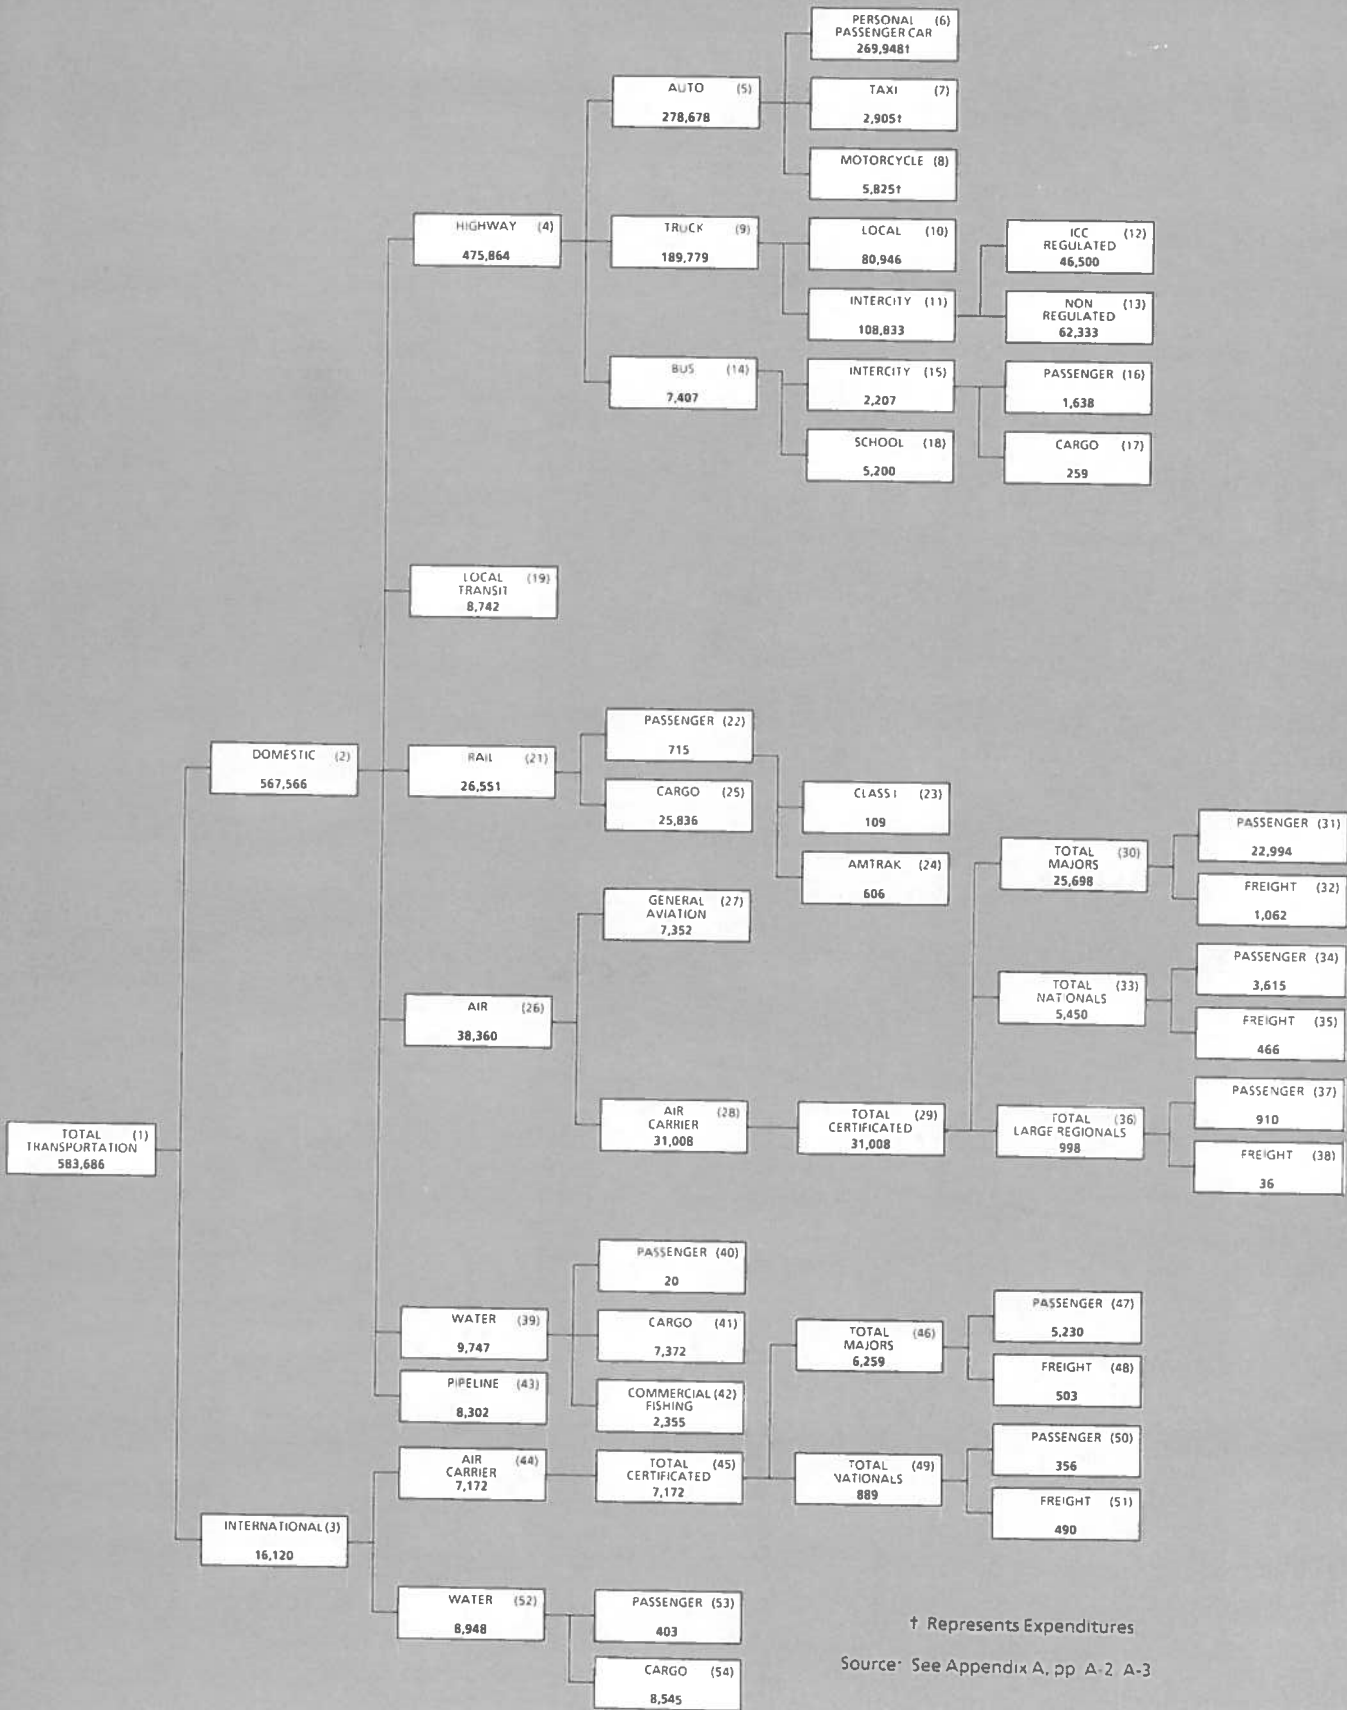 PERSONAL (6)
PASSENGER CAR
269,948†
AUTO (5)
278,678
TAXI (7)
2,905†
MOTORCYCLE (8)
5,825†
HIGHWAY (4)
475,864
TRUCK (9)
189,779
LOCAL (10)
80,946
ICC (12)
REGULATED
46,500
INTERCITY (11)
108,833
NON (13)
REGULATED
62,333
BUS (14)
7,407
INTERCITY (15)
2,207
PASSENGER (16)
1,638
SCHOOL (18)
5,200
CARGO (17)
259
LOCAL (19)
TRANSIT
8,742
DOMESTIC (2)
567,566
RAIL (21)
26,551
PASSENGER (22)
715
CARGO (25)
25,836
CLASS I (23)
109
AMTRAK (24)
606
GENERAL (27)
AVIATION
7,352
AIR (26)
38,360
TOTAL (30)
MAJORS
25,698
PASSENGER (31)
22,994
FREIGHT (32)
1,062
TOTAL (33)
NAT ONALS
5,450
PASSENGER (34)
3,615
FREIGHT (35)
466
AIR (28)
CARRIER
31,008
TOTAL (29)
CERTIFICATED
31,008
TOTAL (36)
LARGE REGIONALS
998
PASSENGER (37)
910
FREIGHT (38)
36
TOTAL (1)
TRANSPORTATION
583,686
PASSENGER (40)
20
WATER (39)
9,747
CARGO (41)
7,372
PIPELINE (43)
8,302
COMMERCIAL (42)
FISHING
2,355
TOTAL (46)
MAJORS
6,259
PASSENGER (47)
5,230
FREIGHT (48)
503
AIR (44)
CARRIER
7,172
TOTAL (45)
CERTIFICATED
7,172
TOTAL (49)
NATIONALS
889
PASSENGER (50)
356
FREIGHT (51)
490
INTERNATIONAL (3)
16,120
WATER (52)
8,948
PASSENGER (53)
403
CARGO (54)
8,545
† Represents Expenditures
Source: See Appendix A, pp A-2 A-3